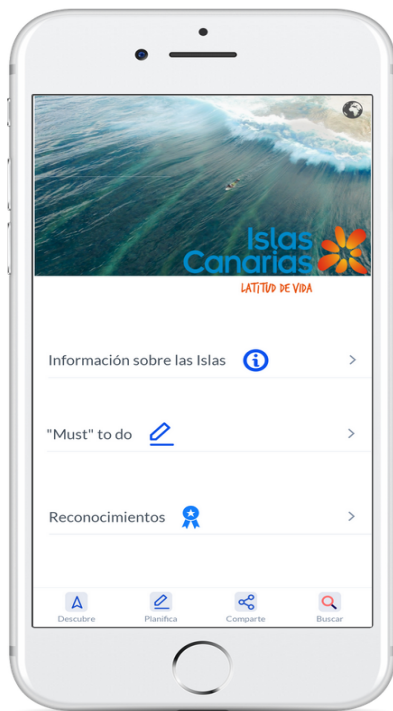 Islas
Canarias
LATITUD DE VIDA
Información sobre las Islas
"Must" to do
Reconocimientos
Descubre
Planifica
Comparte
Buscar